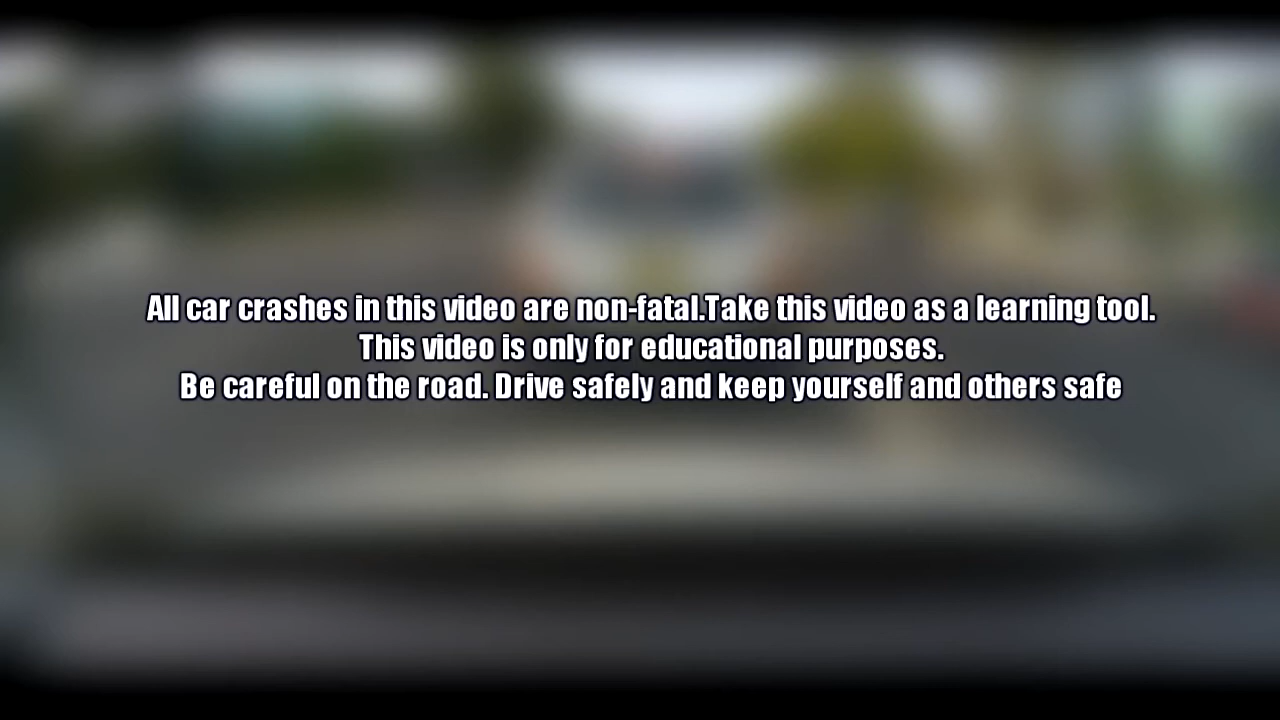 All car crashes in this video are non-fatal.Take this video as a learning tool.
This video is only for educational purposes.
Be careful on the road. Drive safely and keep yourself and others safe